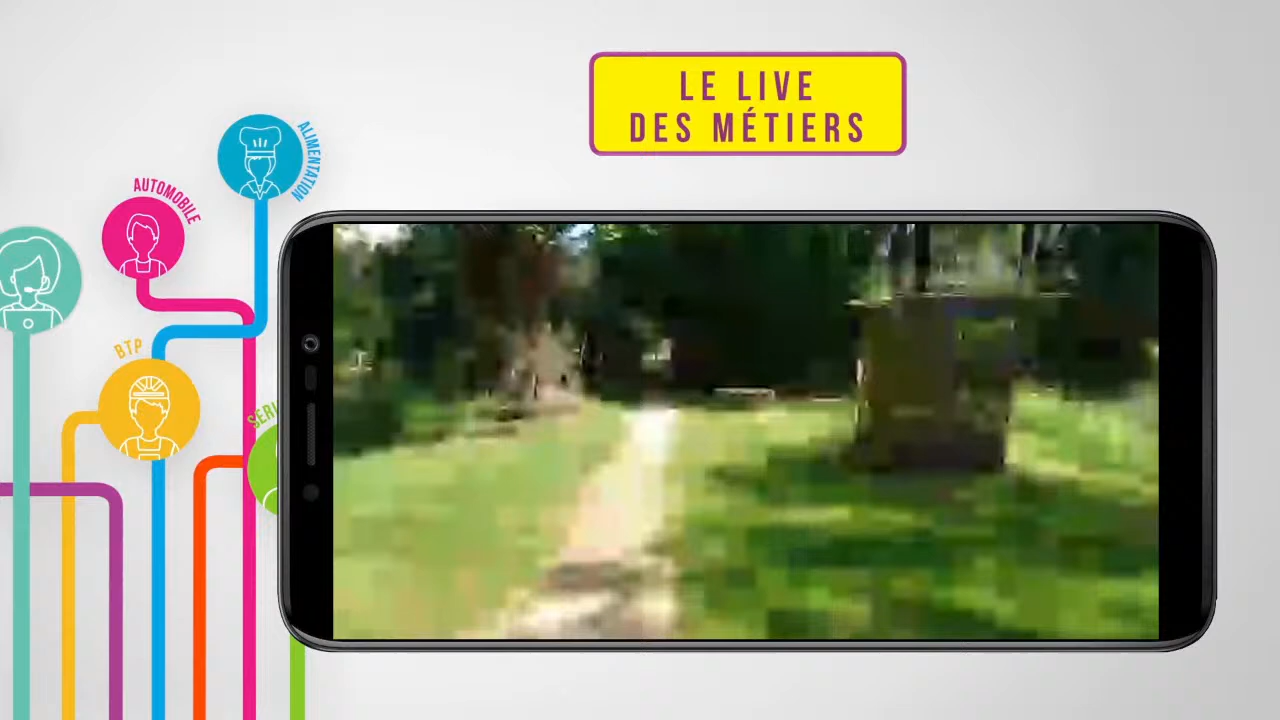 LE LIVE
DES MÉTIERS
ALIMENTATION
AUTOMOBILE
BTP